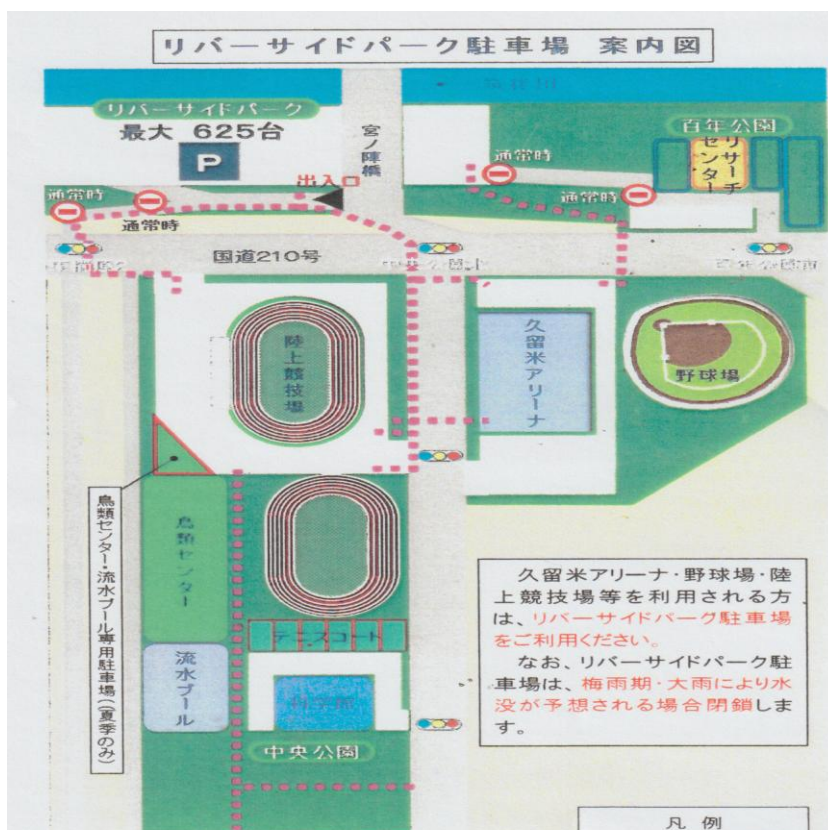 リバーサイドパーク駐車場 案内図
リバーサイドパーク
最大 625台
P
宮ノ陣橋
出入口
通常時
通常時
百年公園
リサーチセンター
通常時
通常時
国道210号
陸上競技場
久留米アリーナ
野球場
鳥類センター・流水プール専用駐車場(夏季のみ)
鳥類センター
テニスコート
流水プール
科学館
中央公園
久留米アリーナ・野球場・陸
上競技場等を利用される方
は、リバーサイドパーク駐車場
をご利用ください。
なお、リバーサイドパーク駐
車場は、梅雨期・大雨により水
没が予想される場合閉鎖しま
す。
凡例